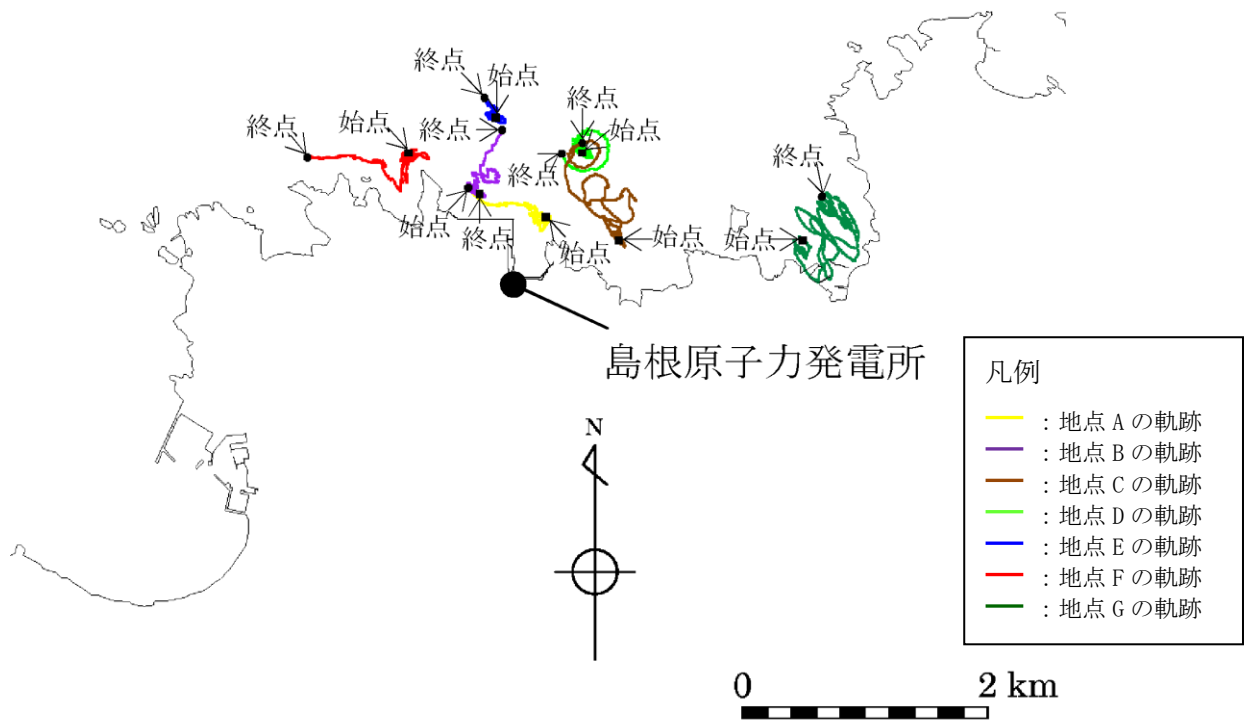 終点
始点
終点
始点
終点
終点
始点
終点
始点
終点
始点
始点
終点
始点
島根原子力発電所
凡例
：地点 A の軌跡
：地点 B の軌跡
：地点 C の軌跡
：地点 D の軌跡
：地点 E の軌跡
：地点 F の軌跡
：地点 G の軌跡
N
0 2 km